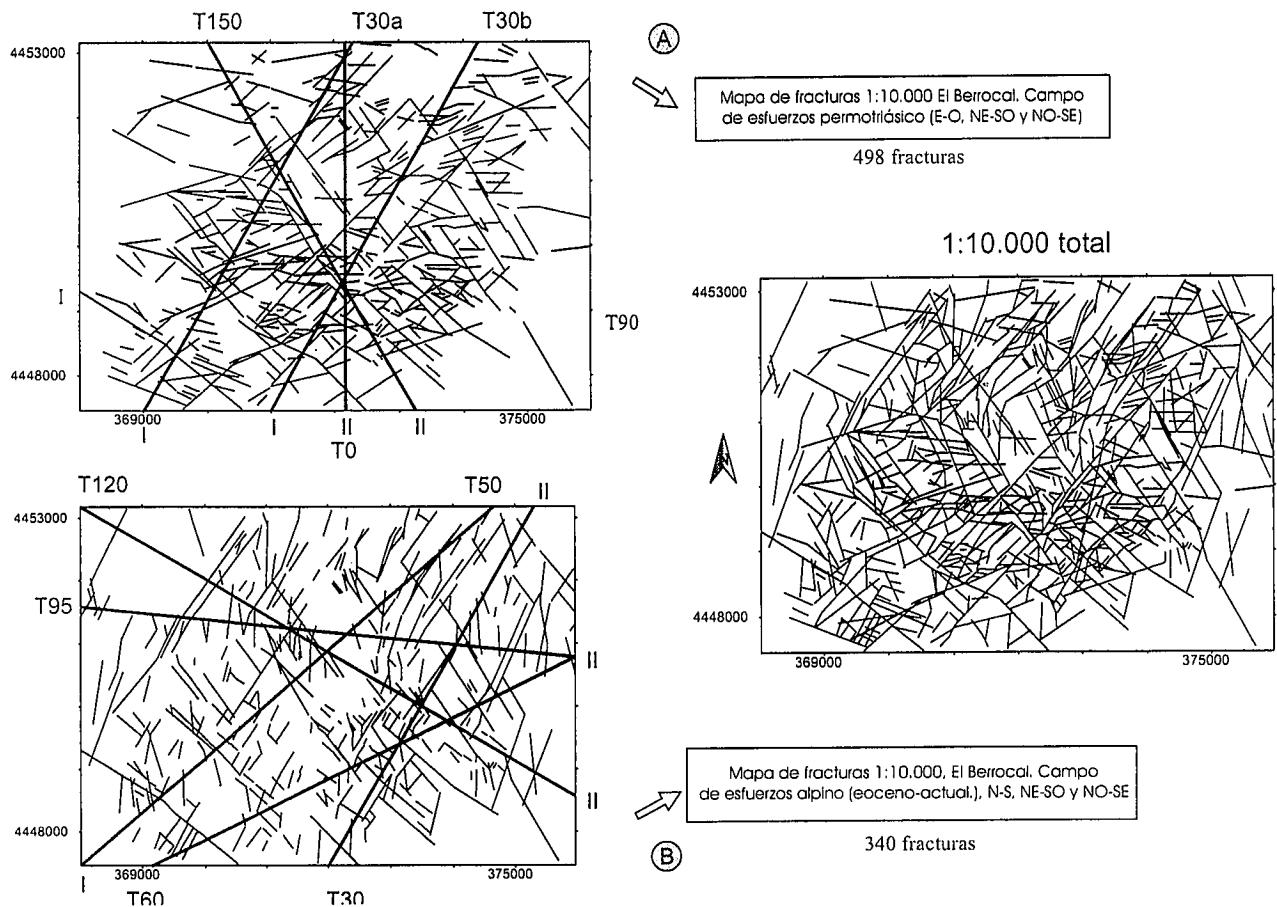 T150 T30a T30b
4453000
I
T90
4448000
369000 375000
I I II II
T0
A
Mapa de fracturas 1:10.000 El Berrocal. Campo
de esfuerzos permotriásico (E-O, NE-SO y NO-SE)
498 fracturas
1:10.000 total
4453000
4448000
369000 375000
T120 T50 II
4453000
T95
II
II
4448000
369000 375000
I
T60 T30
Mapa de fracturas 1:10.000, El Berrocal. Campo
de esfuerzos alpino (eoceno-actual.), N-S, NE-SO y NO-SE
340 fracturas
B